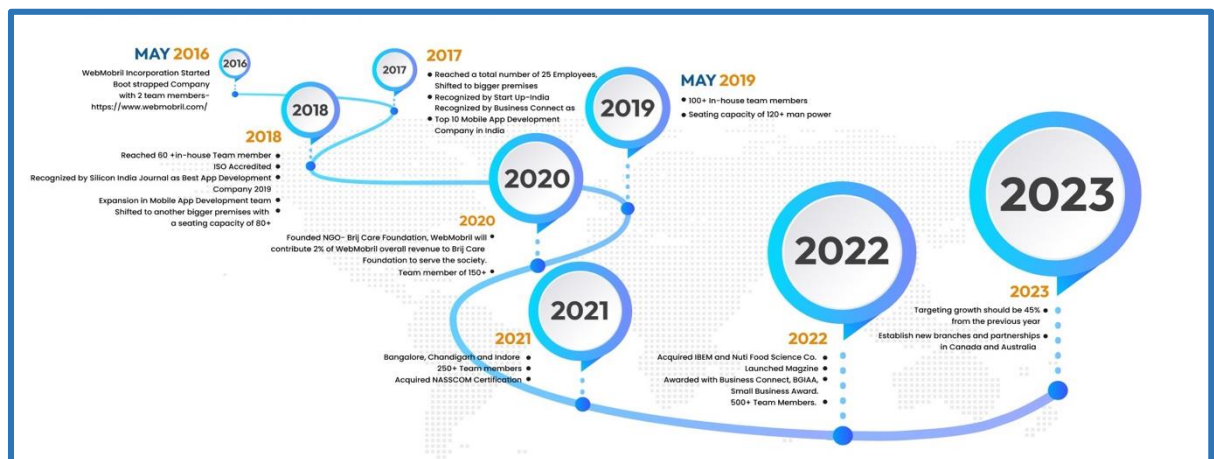 MAY 2016
WebMobril Incorporation Started
Boot strapped Company
with 2 team members-
https://www.webmobril.com/
2016
2017
2017
Reached a total number of 25 Employees,
Shifted to bigger premises
Recognized by Start Up-India
Recognized by Business Connect as
Top 10 Mobile App Development
Company in India
2018
2018
Reached 60 +in-house Team member
ISO Accredited
Recognized by Silicon India Journal as Best App Development
Company 2019
Expansion in Mobile App Development team
Shifted to another bigger premises with
a seating capacity of 80+
2019
MAY 2019
100+ In-house team members
Seating capacity of 120+ man power
2020
2020
Founded NGO- Brij Care Foundation, WebMobril will
contribute 2% of WebMobril overall revenue to Brij Care
Foundation to serve the society.
Team member of 150+
2021
2021
Bangalore, Chandigarh and Indore
250+ Team members
Acquired NASSCOM Certification
2022
2022
Acquired IBEM and Nuti Food Science Co.
Launched Magzine
Awarded with Business Connect, BGIAA,
Small Business Award.
500+ Team Members.
2023
2023
Targeting growth should be 45%
from the previous year
Establish new branches and partnerships
in Canada and Australia